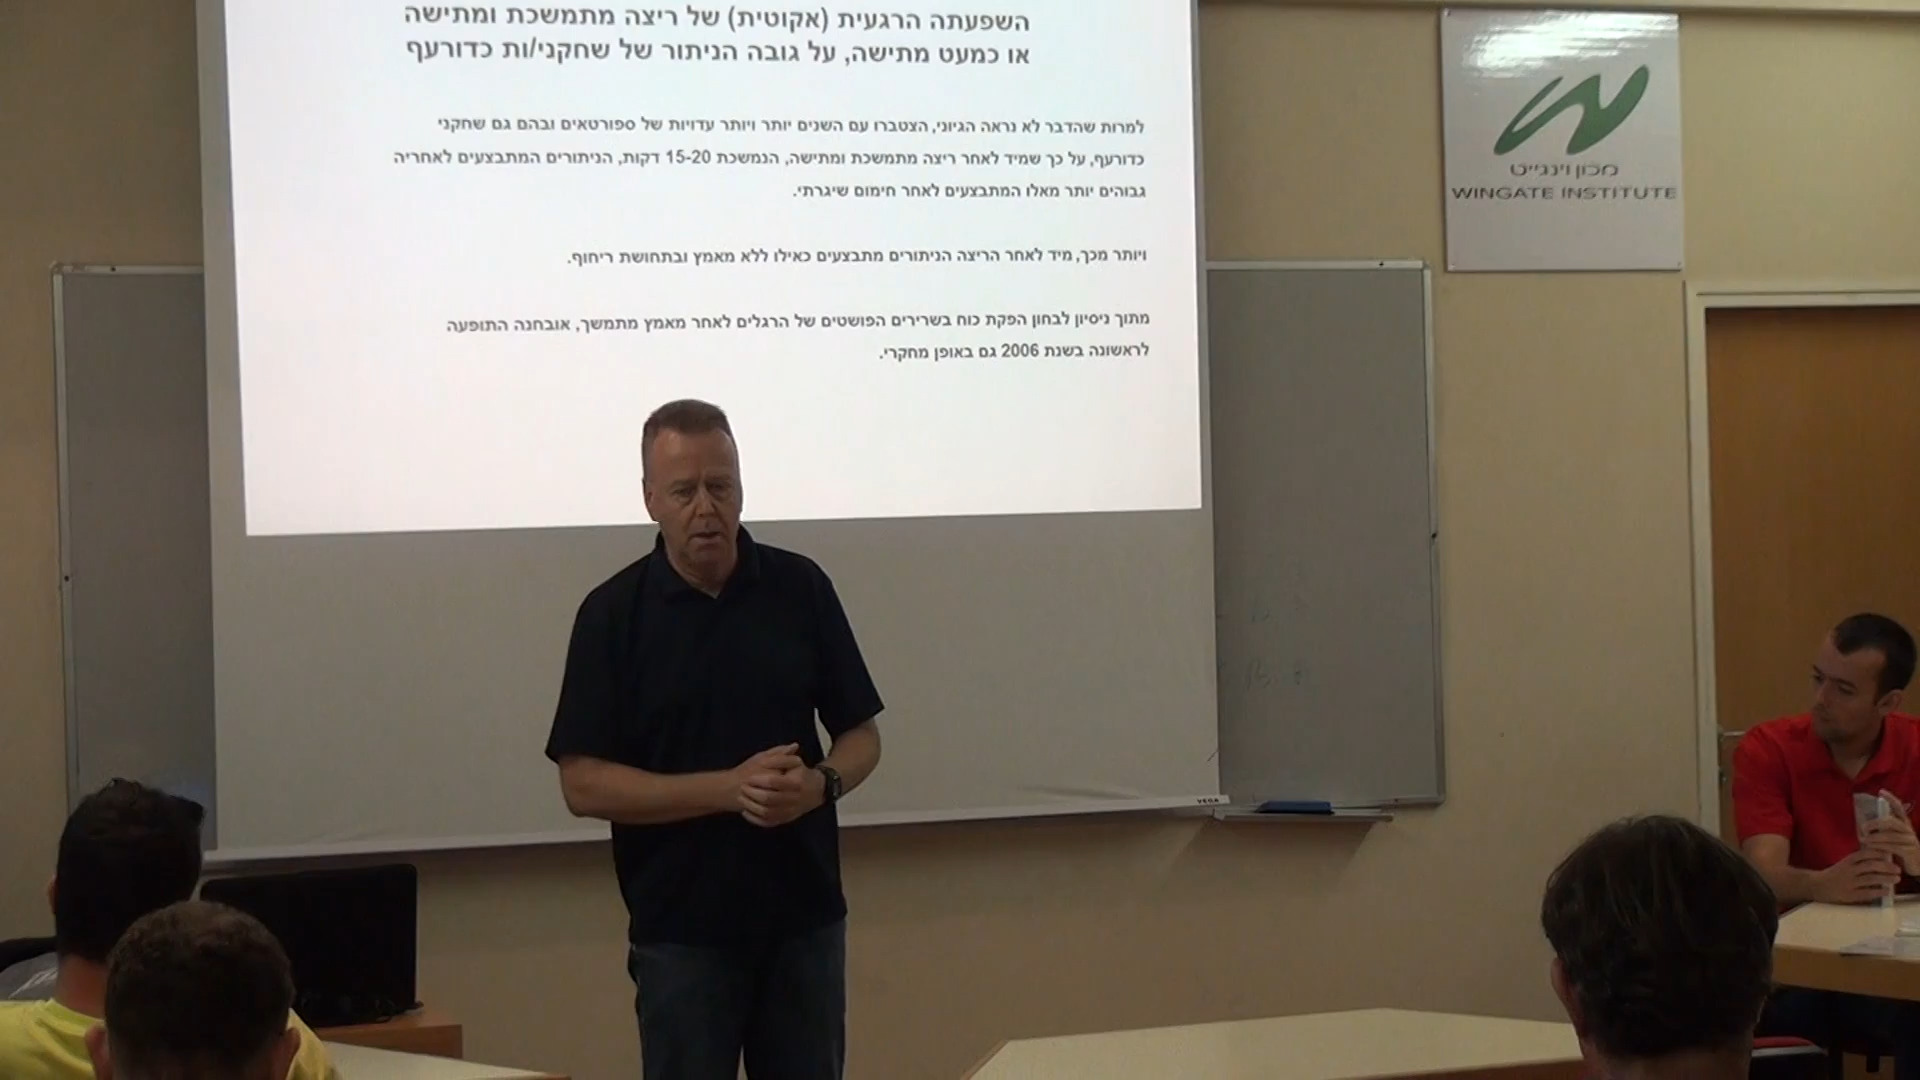 השפעתה הרגעית (אקוטית) של ריצה מתמשכת ומתישה
או כמעט מתישה, על גובה הניתור של שחקני/ות כדורעף
למרות שהדבר לא נראה הגיוני, הצטברו עם השנים יותר ויותר עדויות של ספורטאים ובהם גם שחקני
כדורעף, על כך שמיד לאחר ריצה מתמשכת ומתישה, הנמשכת 15-20 דקות, הניתורים המתבצעים לאחריה
גבוהים יותר מאלו המתבצעים לאחר חימום שיגרתי.
ויותר מכך, מיד לאחר הריצה הניתורים מתבצעים כאילו ללא מאמץ ובתחושת ריחוף.
מתוך ניסיון לבחון הפקת כוח בשרירים הפושטים של הרגלים לאחר מאמץ מתמשך, אובחנה התופעה
לראשונה בשנת 2006 גם באופן מחקרי.
מכון וינגייט
WINGATE INSTITUTE
VEGA